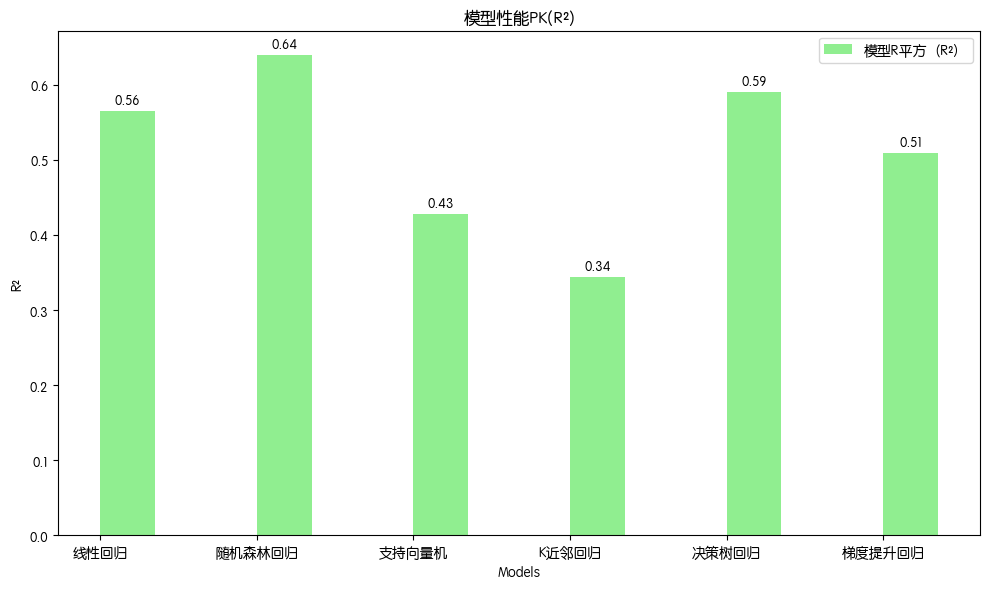 模型性能PK(R²)
模型R平方 (R²)
R²
0.6
0.5
0.4
0.3
0.2
0.1
0.0
0.56
0.64
0.43
0.34
0.59
0.51
线性回归
随机森林回归
支持向量机
K近邻回归
决策树回归
梯度提升回归
Models